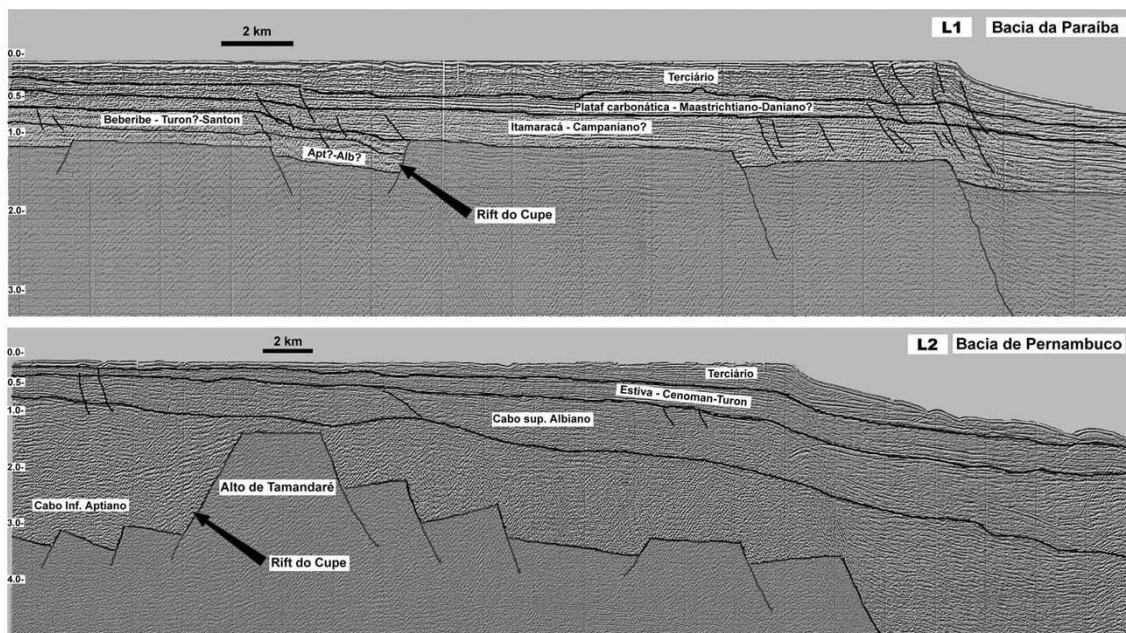 2 km
L1 Bacia da Paraíba
0.0-
Terciário
0.5-
Plataf carbonática - Maastrichtiano-Daniano?
Beberibe - Turon?-Santon
Itamaracá - Campaniano?
1.0-
Apt?-Alb?
2.0-
Rift do Cupe
3.0-
2 km
L2 Bacia de Pernambuco
0.0-
Terciário
0.5-
Estiva - Cenoman-Turon
1.0-
Cabo sup. Albiano
2.0-
Alto de Tamandaré
Cabo Inf. Aptiano
3.0-
Rift do Cupe
4.0-